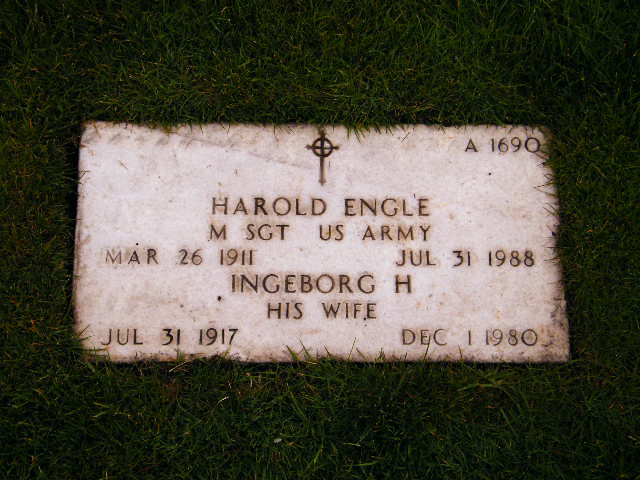 A 1690
HAROLD ENGLE
M SGT US ARMY
MAR 26 1911 JUL 31 1988
INGEBORG H
HIS WIFE
JUL 31 1917 DEC 1 1980